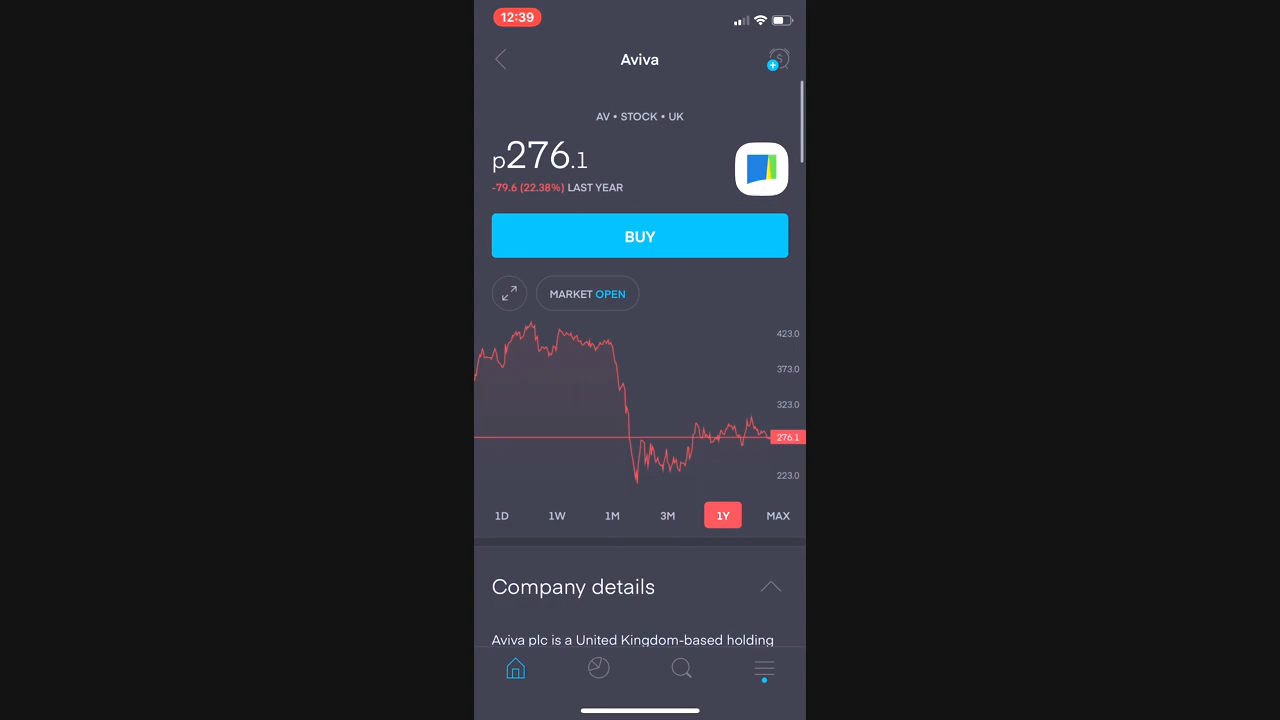 12:39
Aviva
AV • STOCK • UK
p276.1
-79.6 (22.38%) LAST YEAR
BUY
MARKET OPEN
423.0
373.0
323.0
276.1
223.0
1D 1W 1M 3M 1Y MAX
Company details
Aviva plc is a United Kingdom-based holding